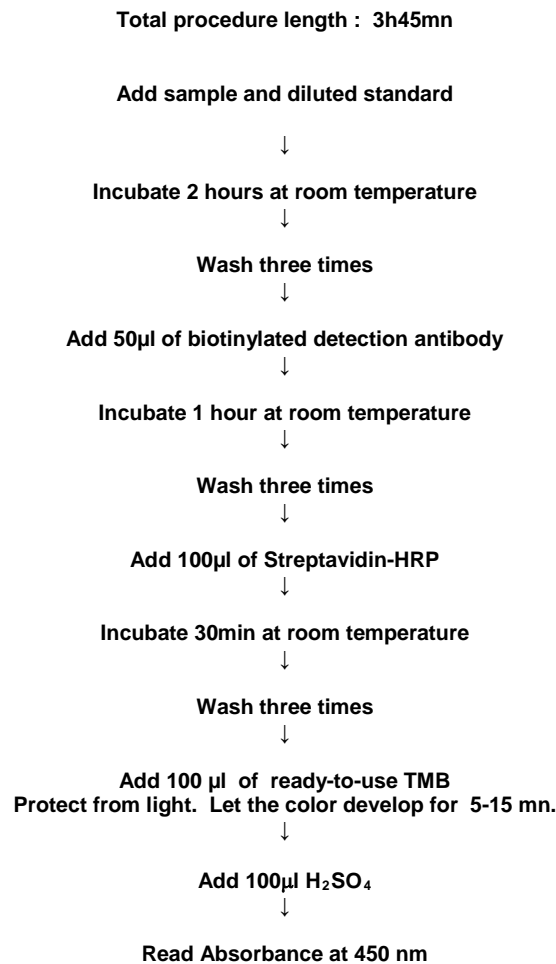 Total procedure length :  3h45mn
Add sample and diluted standard
↓
Incubate 2 hours at room temperature
↓
Wash three times
↓
Add 50µl of biotinylated detection antibody
↓
Incubate 1 hour at room temperature
↓
Wash three times
↓
Add 100µl of Streptavidin-HRP
↓
Incubate 30min at room temperature
↓
Wash three times
↓
Add 100 µl  of  ready-to-use TMB
Protect from light.  Let the color develop for  5-15 mn.
↓
Add 100µl H₂SO₄
↓
Read Absorbance at 450 nm